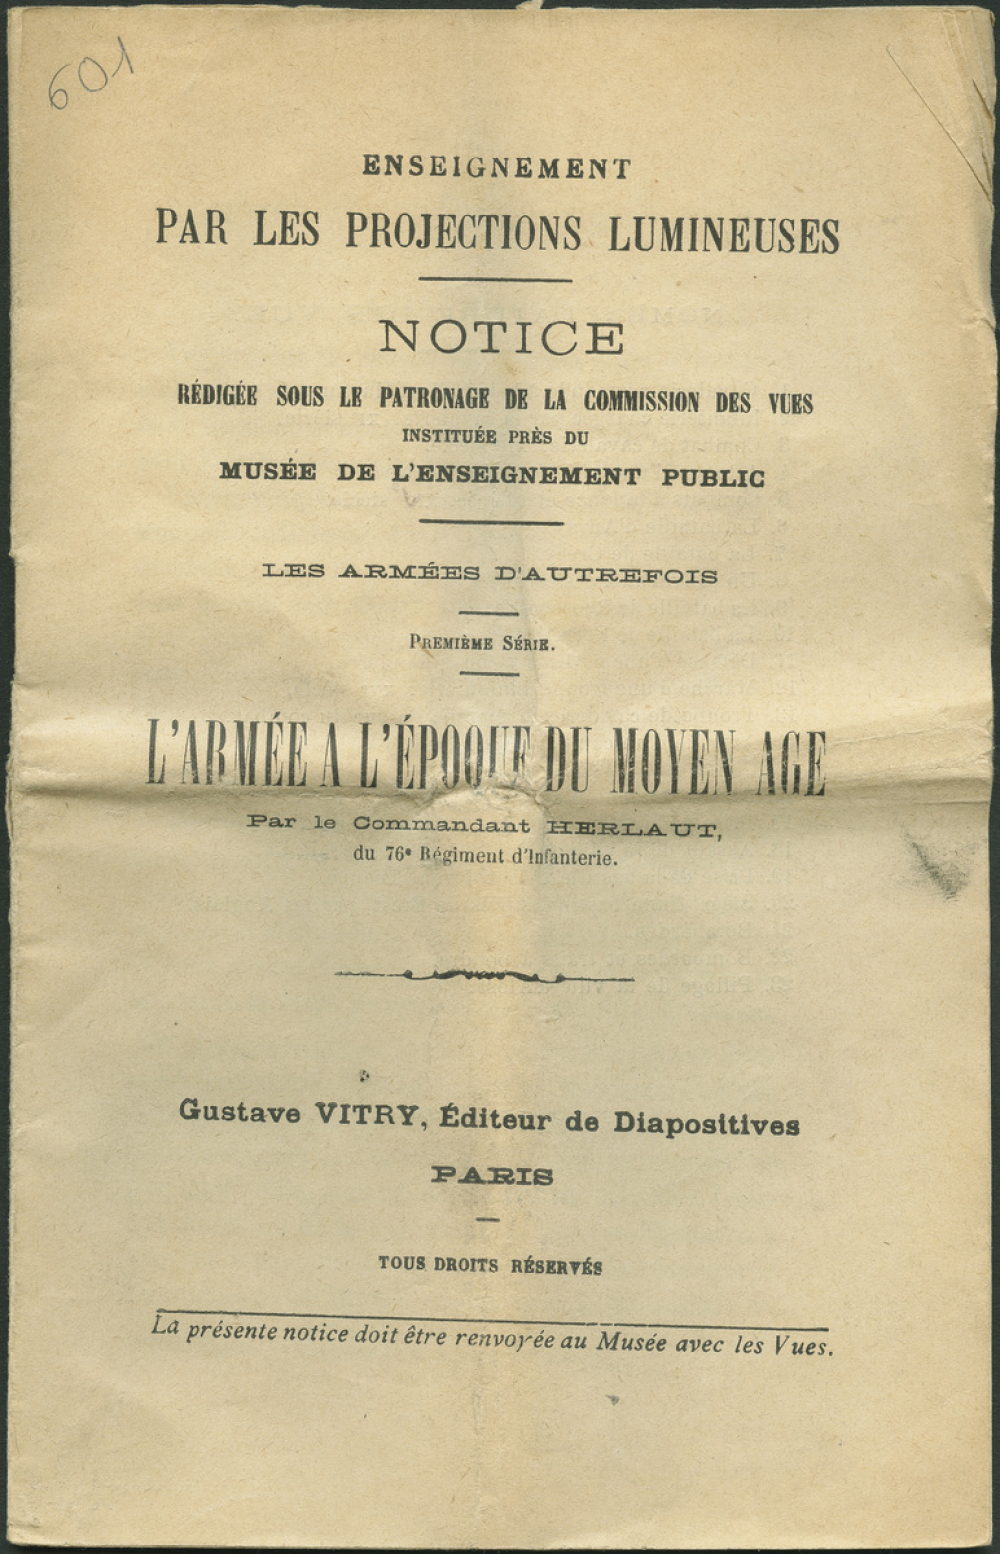 601
ENSEIGNEMENT
PAR LES PROJECTIONS LUMINEUSES
NOTICE
RÉDIGÉE SOUS LE PATRONAGE DE LA COMMISSION DES VUES
INSTITUÉE PRÈS DU
MUSÉE DE L'ENSEIGNEMENT PUBLIC
LES ARMÉES D'AUTREFOIS
PREMIÈME SÉRIE.
L'ARMÉE A L'ÉPOQUE DU MOYEN AGE
Par le Commandant HERLAUT,
du 76e Régiment d'Infanterie.
Gustave VITRY, Éditeur de Diapositives
PARIS
TOUS DROITS RÉSERVÉS
La présente notice doit être renvoyée au Musée avec les Vues.